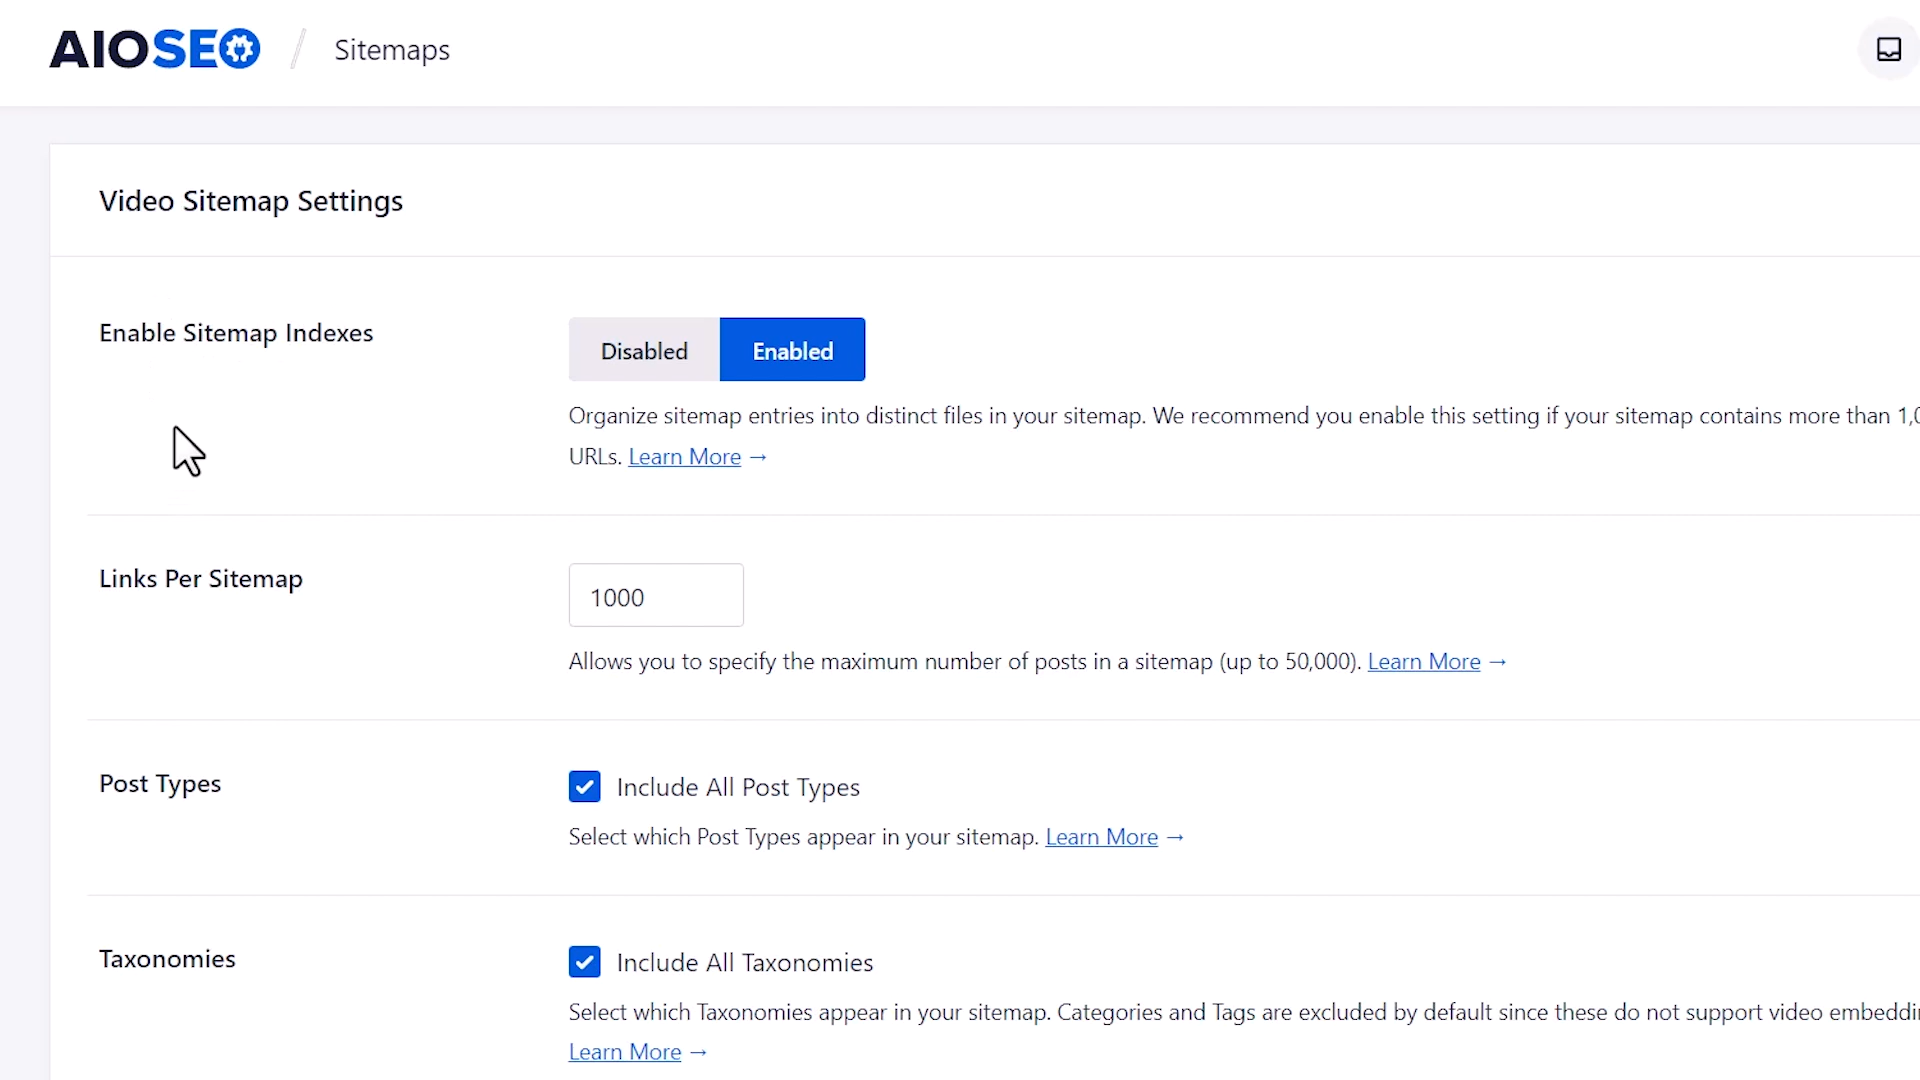 AIOSEO / Sitemaps
Video Sitemap Settings
Enable Sitemap Indexes
Disabled Enabled
Organize sitemap entries into distinct files in your sitemap. We recommend you enable this setting if your sitemap contains more than
URLs. Learn More →
Links Per Sitemap
1000
Allows you to specify the maximum number of posts in a sitemap (up to 50,000). Learn More →
Post Types
Include All Post Types
Select which Post Types appear in your sitemap. Learn More →
Taxonomies
Include All Taxonomies
Select which Taxonomies appear in your sitemap. Categories and Tags are excluded by default since these do not support video
Learn More →